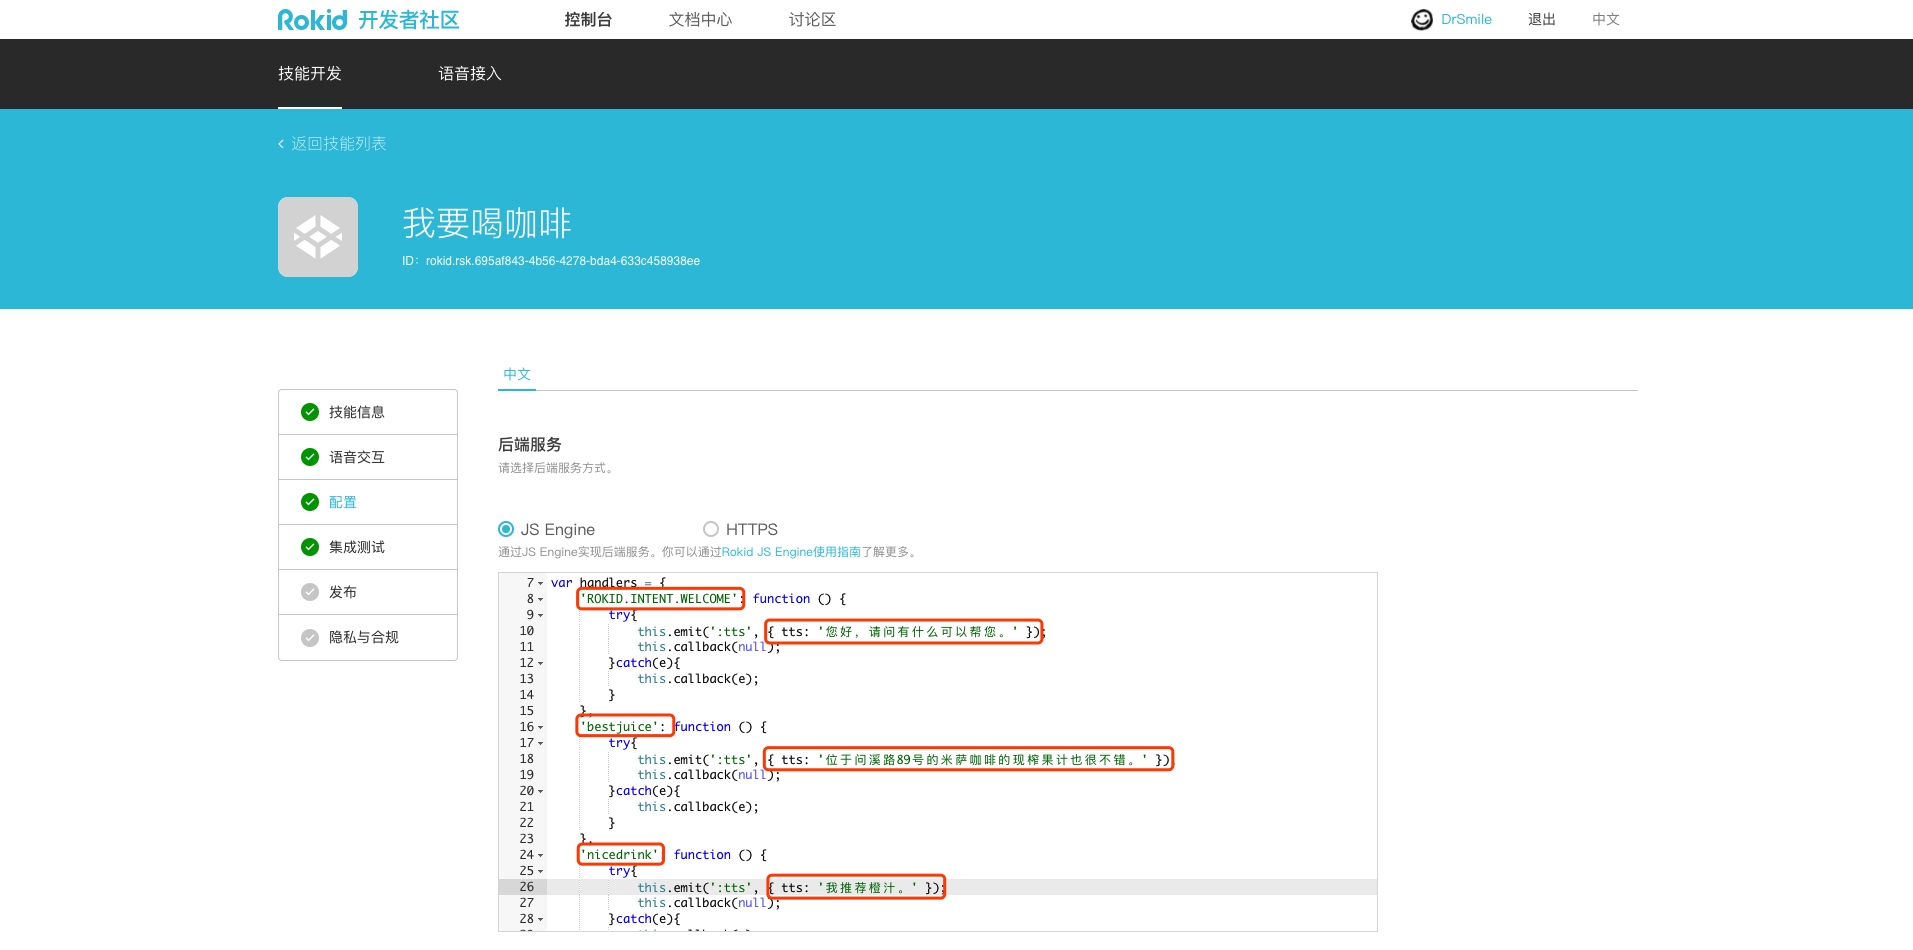 Rokid 开发者社区 控制台 文档中心 讨论区 DrSmile 退出 中文
技能开发 语音接入
返回技能列表
我要喝咖啡
ID: rokid.rsk.695af843-4b56-4278-bda4-633c458938ee
中文
技能信息
语音交互
配置
集成测试
发布
隐私与合规
后端服务
请选择后端服务方式。
JS Engine HTTPS
通过JS Engine实现后端服务。你可以通过Rokid JS Engine使用指南了解更多。
7 var handlers = {
8 'ROKID.INTENT.WELCOME': function () {
9 try{
10 this.emit(':tts', { tts: '您好，请问有什么可以帮您。' });
11 this.callback(null);
12 }catch(e){
13 this.callback(e);
14 }
15 },
16 'bestjuice': function () {
17 try{
18 this.emit(':tts', { tts: '位于问溪路89号的米萨咖啡的现榨果计也很不错。' })
19 this.callback(null);
20 }catch(e){
21 this.callback(e);
22 }
23 },
24 'nicedrink' function () {
25 try{
26 this.emit(':tts', { tts: '我推荐橙汁。' });
27 this.callback(null);
28 }catch(e){